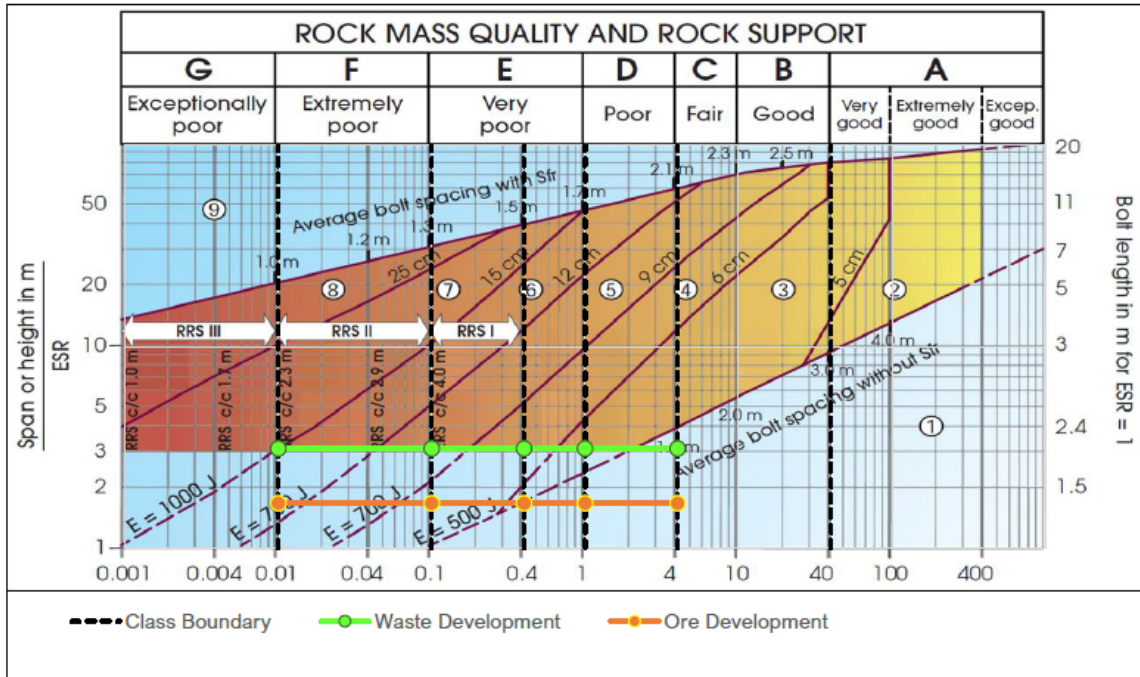 ROCK MASS QUALITY AND ROCK SUPPORT
G F E D C B A
Exceptionally poor
Extremely poor
Very poor
Poor
Fair
Good
Very good
Extremely good
Excep. good
20
11
7
5
3
2.4
1.5
Bolt length in m for ESR = 1
50
20
10
5
3
2
1
Span or height in m
ESR
Average bolt spacing with Sfr
1.0 m
1.2 m
1.3 m
1.5 m
1.7 m
2.1 m
2.3 m
2.5 m
9
8
7
6
5
4
3
2
1
25 cm
15 cm
12 cm
9 cm
6 cm
5 cm
RRS III
RRS II
RRS I
RRS c/c 1.0 m
RRS c/c 1.7 m
RRS c/c 2.3 m
RRS c/c 2.9 m
RRS c/c 4.0 m
4.0 m
3.0 m
2.0 m
Average bolt spacing without Sfr
E = 1000 J
E = 700 J
E = 500 J
0.001 0.004 0.01 0.04 0.1 0.4 1 4 10 40 100 400
Class Boundary
Waste Development
Ore Development